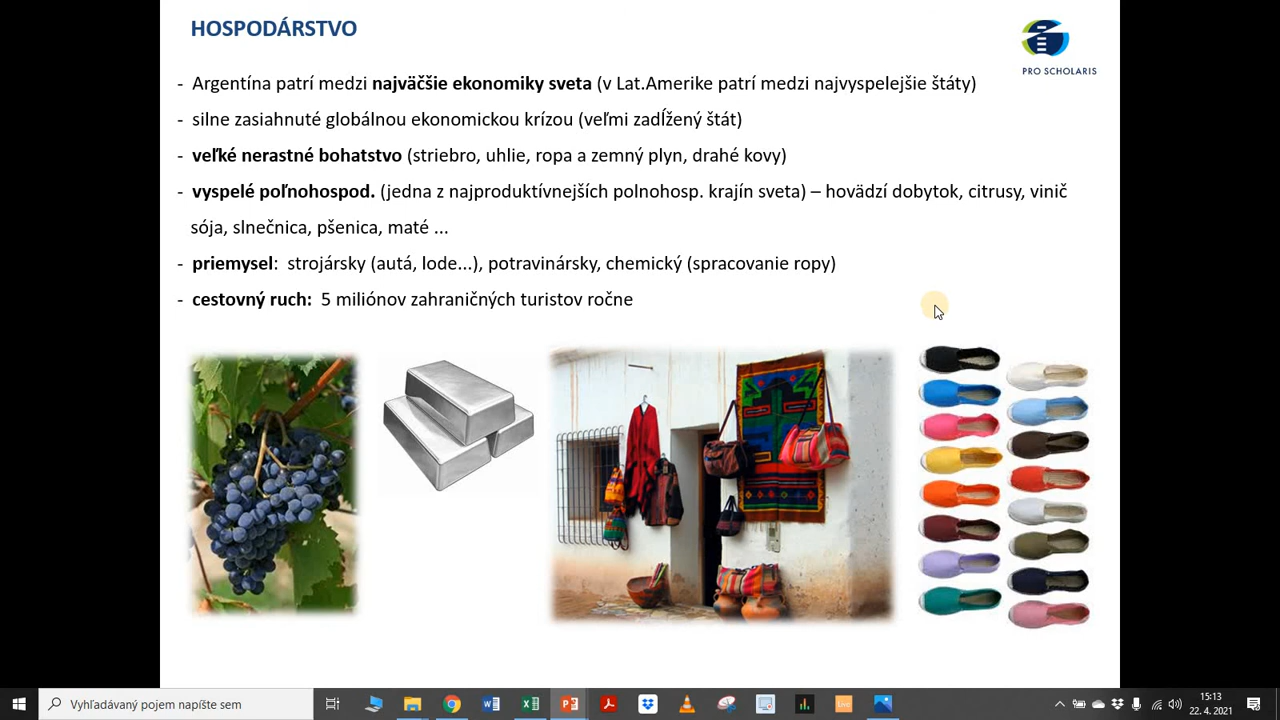 HOSPODÁRSTVO
PRO SCHOLARIS
- Argentína patrí medzi najväčšie ekonomiky sveta (v Lat.Amerike patrí medzi najvyspelejšie štáty)
- silne zasiahnuté globálnou ekonomickou krízou (veľmi zadĺžený štát)
- veľké nerastné bohatstvo (striebro, uhlie, ropa a zemný plyn, drahé kovy)
- vyspelé poľnohospod. (jedna z najproduktívnejších polnohosp. krajín sveta) – hovädzí dobytok, citrusy, vinič
sója, slnečnica, pšenica, maté ...
- priemysel: strojársky (autá, lode...), potravinársky, chemický (spracovanie ropy)
- cestovný ruch: 5 miliónov zahraničných turistov ročne
Vyhľadávaný pojem napíšte sem
15:13
22. 4. 2021